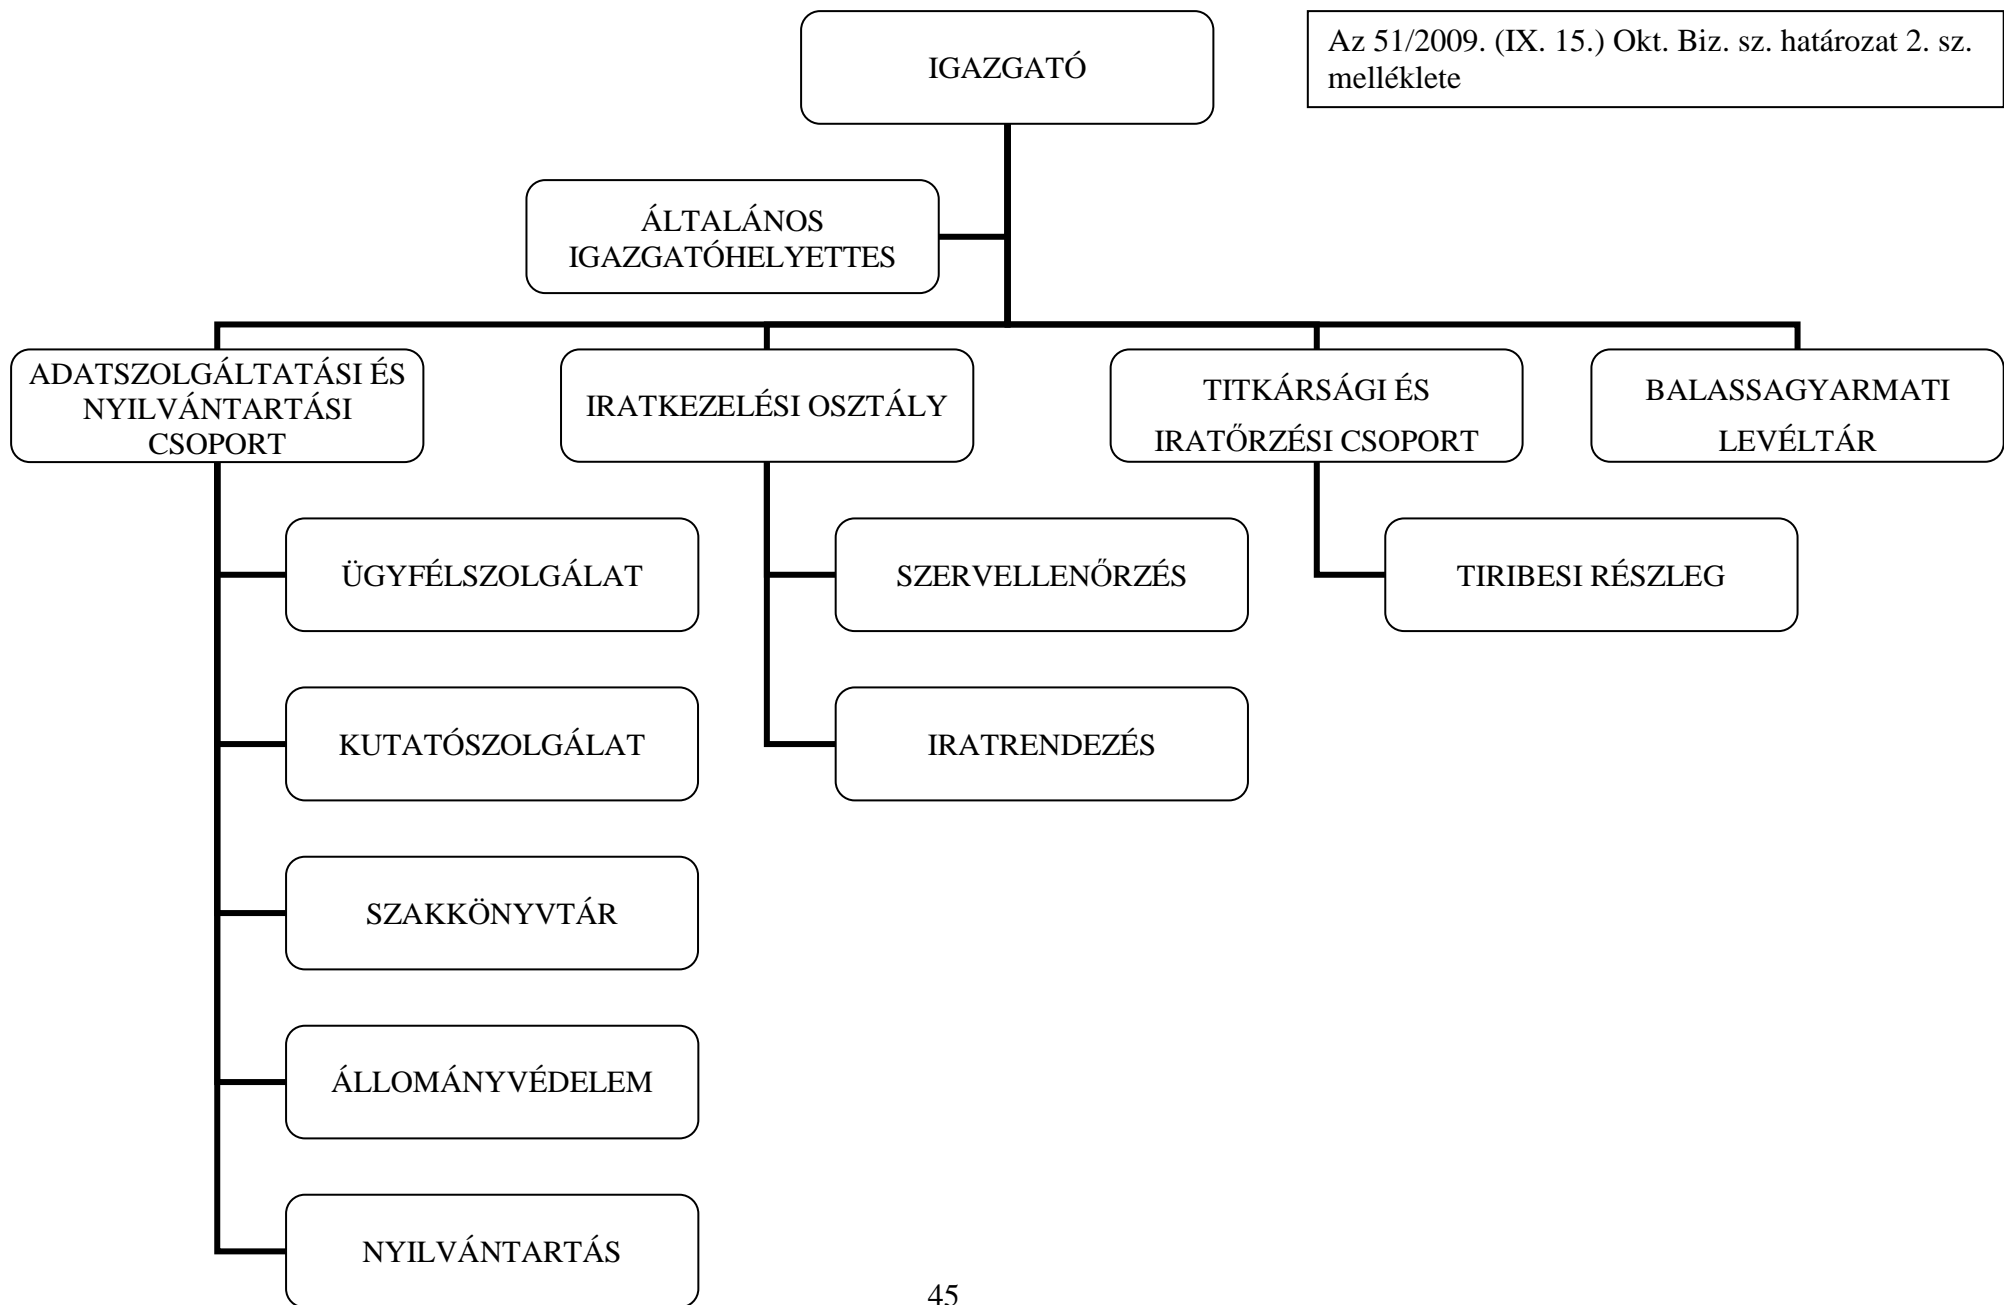 IGAZGATÓ
Az 51/2009. (IX. 15.) Okt. Biz. sz. határozat 2. sz.
melléklete
ÁLTALÁNOS
IGAZGATÓHELYETTES
ADATSZOLGÁLTATÁSI ÉS
NYILVÁNTARTÁSI
CSOPORT
IRATKEZELÉSI OSZTÁLY
TITKÁRSÁGI ÉS
IRATŐRZÉSI CSOPORT
BALASSAGYARMATI
LEVÉLTÁR
ÜGYFÉLSZOLGÁLAT
SZERVELLENŐRZÉS
TIRIBESI RÉSZLEG
KUTATÓSZOLGÁLAT
IRATRENDEZÉS
SZAKKÖNYVTÁR
ÁLLOMÁNYVÉDELEM
NYILVÁNTARTÁS
45